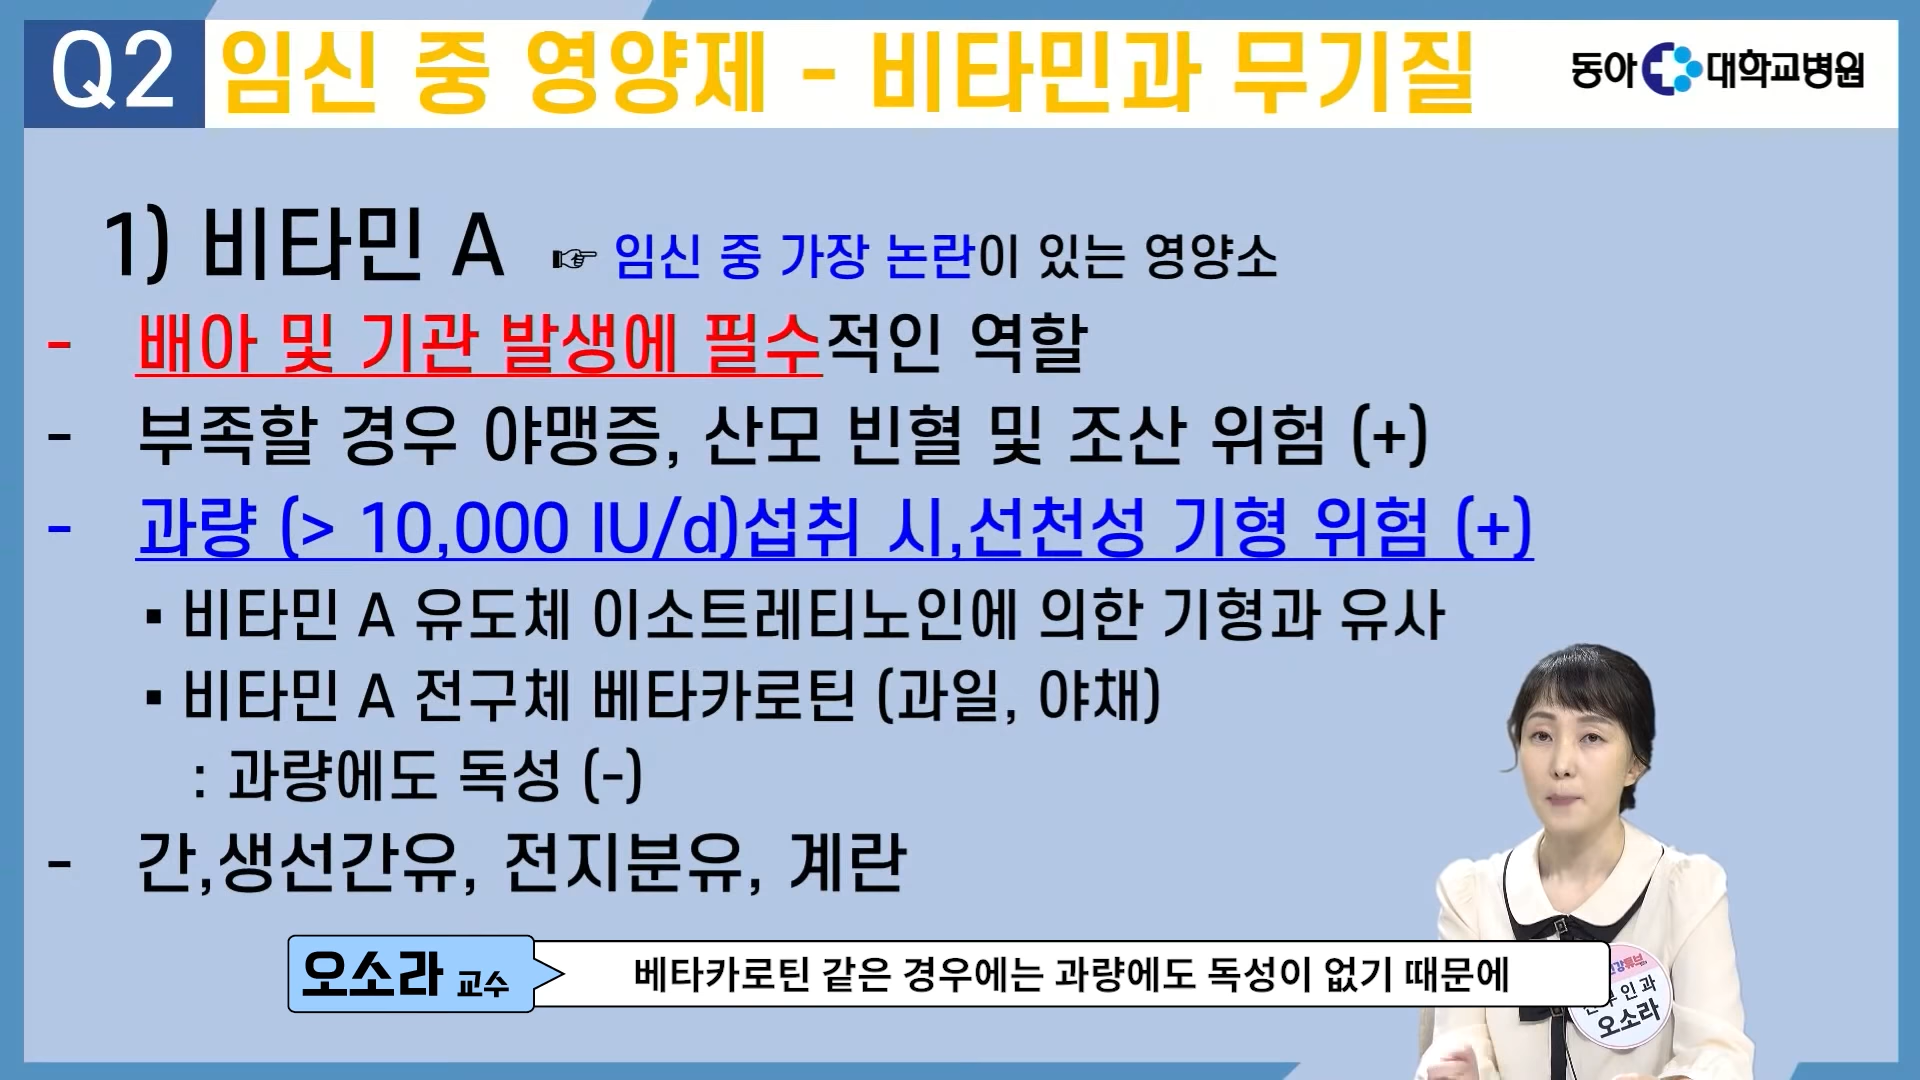 Q2 임신 중 영양제 - 비타민과 무기질
동아대학교병원
1) 비타민 A ☞ 임신 중 가장 논란이 있는 영양소
- 배아 및 기관 발생에 필수적인 역할
- 부족할 경우 야맹증, 산모 빈혈 및 조산 위험 (+)
- 과량 (> 10,000 IU/d)섭취 시,선천성 기형 위험 (+)
▪ 비타민 A 유도체 이소트레티노인에 의한 기형과 유사
▪ 비타민 A 전구체 베타카로틴 (과일, 야채)
: 과량에도 독성 (-)
- 간,생선간유, 전지분유, 계란
오소라 교수
베타카로틴 같은 경우에는 과량에도 독성이 없기 때문에
오소라